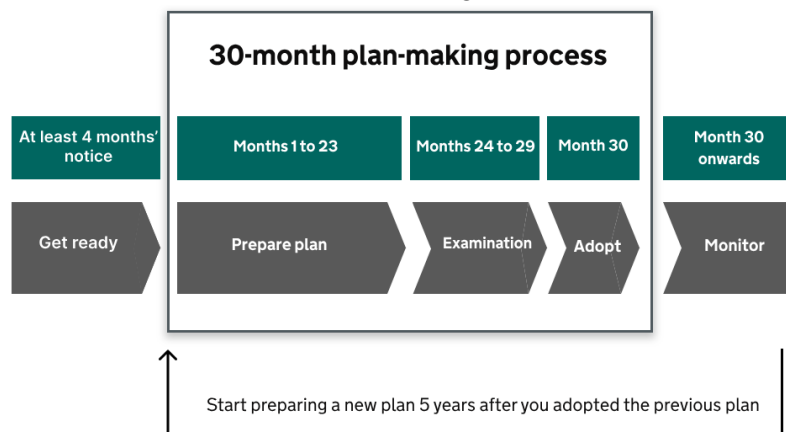 30-month plan-making process
At least 4 months'
notice
Months 1 to 23
Months 24 to 29
Month 30
Month 30
onwards
Get ready
Prepare plan
Examination
Adopt
Monitor
Start preparing a new plan 5 years after you adopted the previous plan